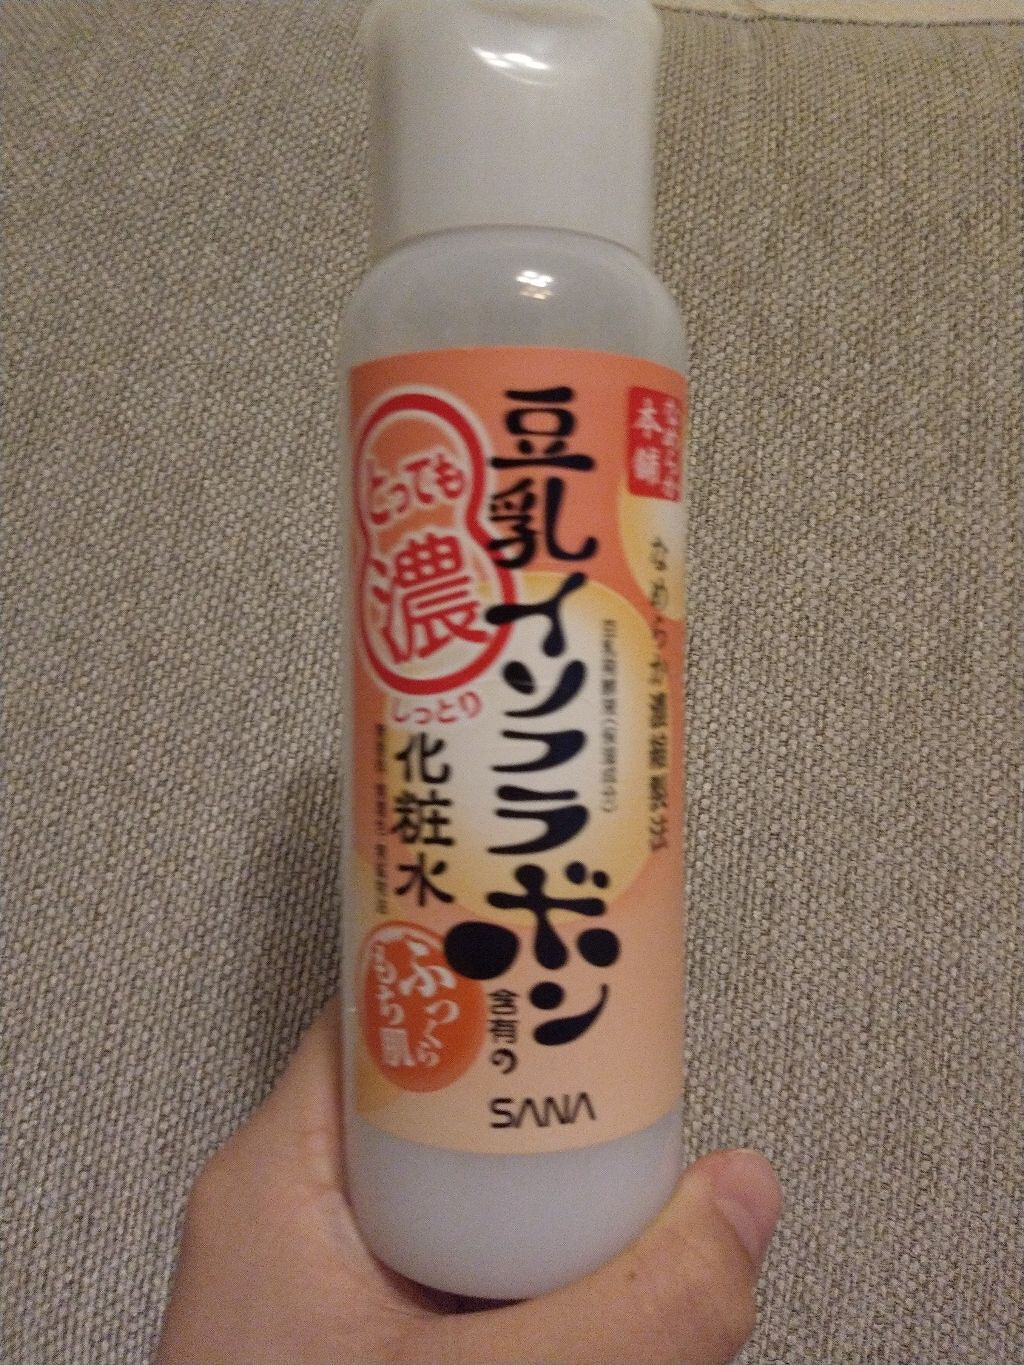 なめらか
本舗
豆乳イソフラボン
含有の
とっても
濃
しっとり
化粧水
ふっくら
もちり肌
SANA